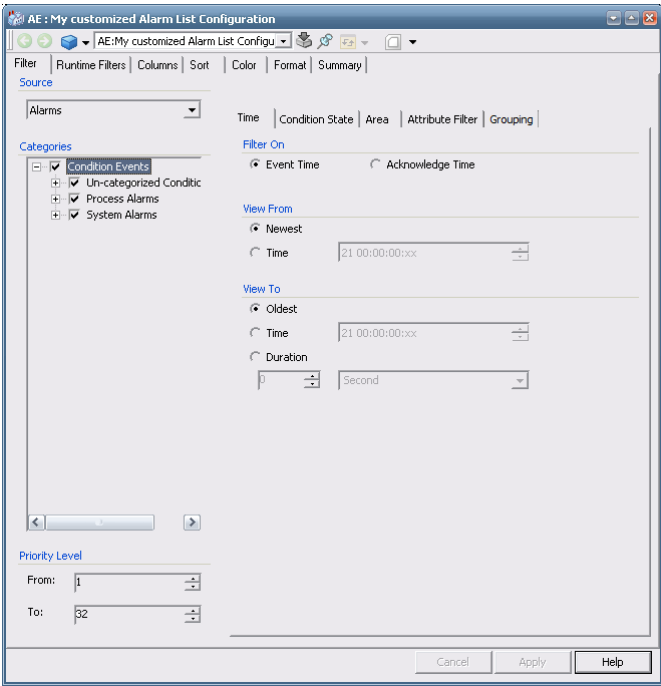 AE : My customized Alarm List Configuration
AE:My customized Alarm List Configu
Filter Runtime Filters Columns Sort Color Format Summary
Source
Alarms
Categories
Condition Events
Un-categorized Conditic
Process Alarms
System Alarms
Priority Level
From: 1
To: 32
Time Condition State Area Attribute Filter Grouping
Filter On
Event Time Acknowledge Time
View From
Newest
Time 21 00:00:00:xx
View To
Oldest
Time 21 00:00:00:xx
Duration
0 Second
Cancel Apply Help